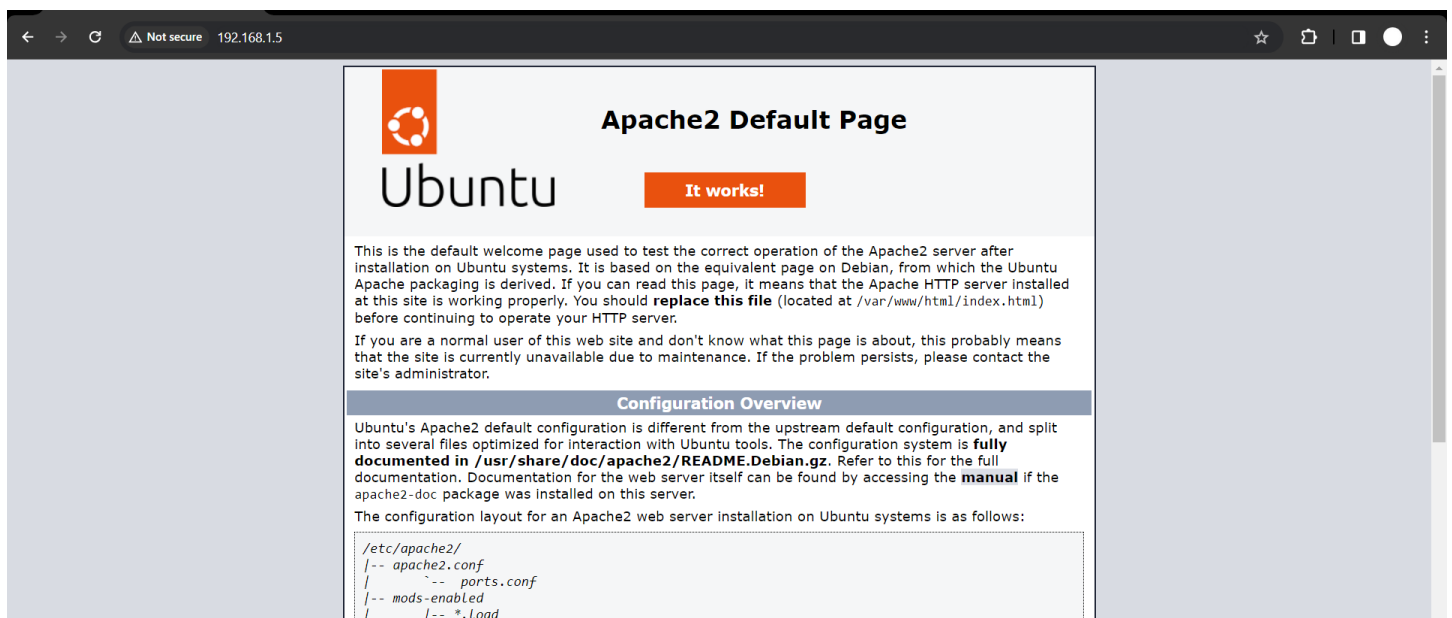 Not secure 192.168.1.5
Ubuntu
Apache2 Default Page
It works!
This is the default welcome page used to test the correct operation of the Apache2 server after
installation on Ubuntu systems. It is based on the equivalent page on Debian, from which the Ubuntu
Apache packaging is derived. If you can read this page, it means that the Apache HTTP server installed
at this site is working properly. You should replace this file (located at /var/www/html/index.html)
before continuing to operate your HTTP server.
If you are a normal user of this web site and don't know what this page is about, this probably means
that the site is currently unavailable due to maintenance. If the problem persists, please contact the
site's administrator.
Configuration Overview
Ubuntu's Apache2 default configuration is different from the upstream default configuration, and split
into several files optimized for interaction with Ubuntu tools. The configuration system is fully
documented in /usr/share/doc/apache2/README.Debian.gz. Refer to this for the full
documentation. Documentation for the web server itself can be found by accessing the manual if the
apache2-doc package was installed on this server.
The configuration layout for an Apache2 web server installation on Ubuntu systems is as follows:
/etc/apache2/
|-- apache2.conf
|       `--  ports.conf
|-- mods-enabled
|       |-- *.load